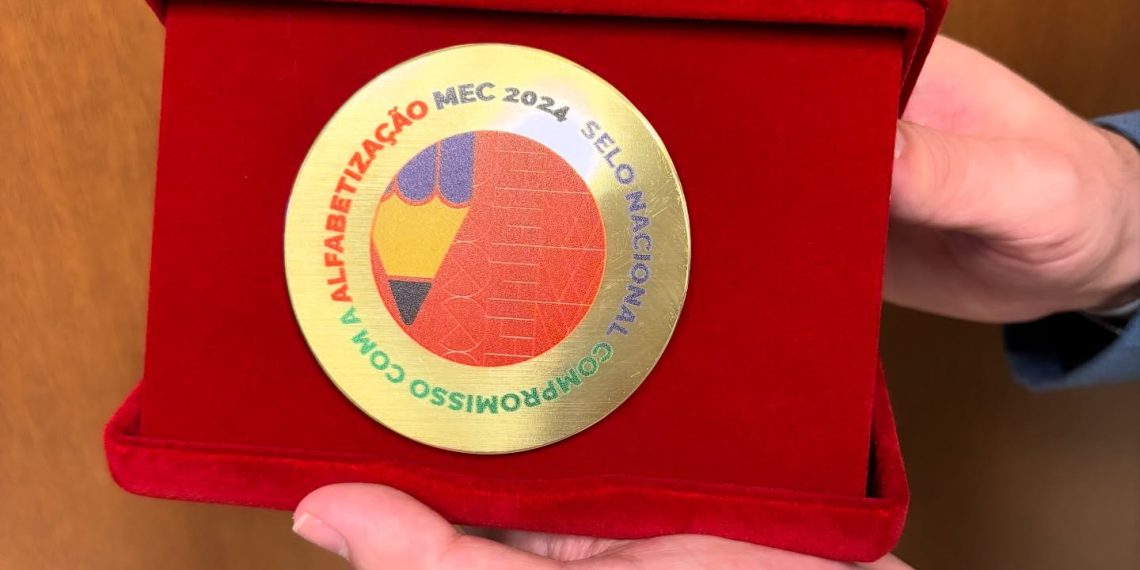 SELO NACIONAL COMPROMISSO COM A ALFABETIZAÇÃO MEC 2024